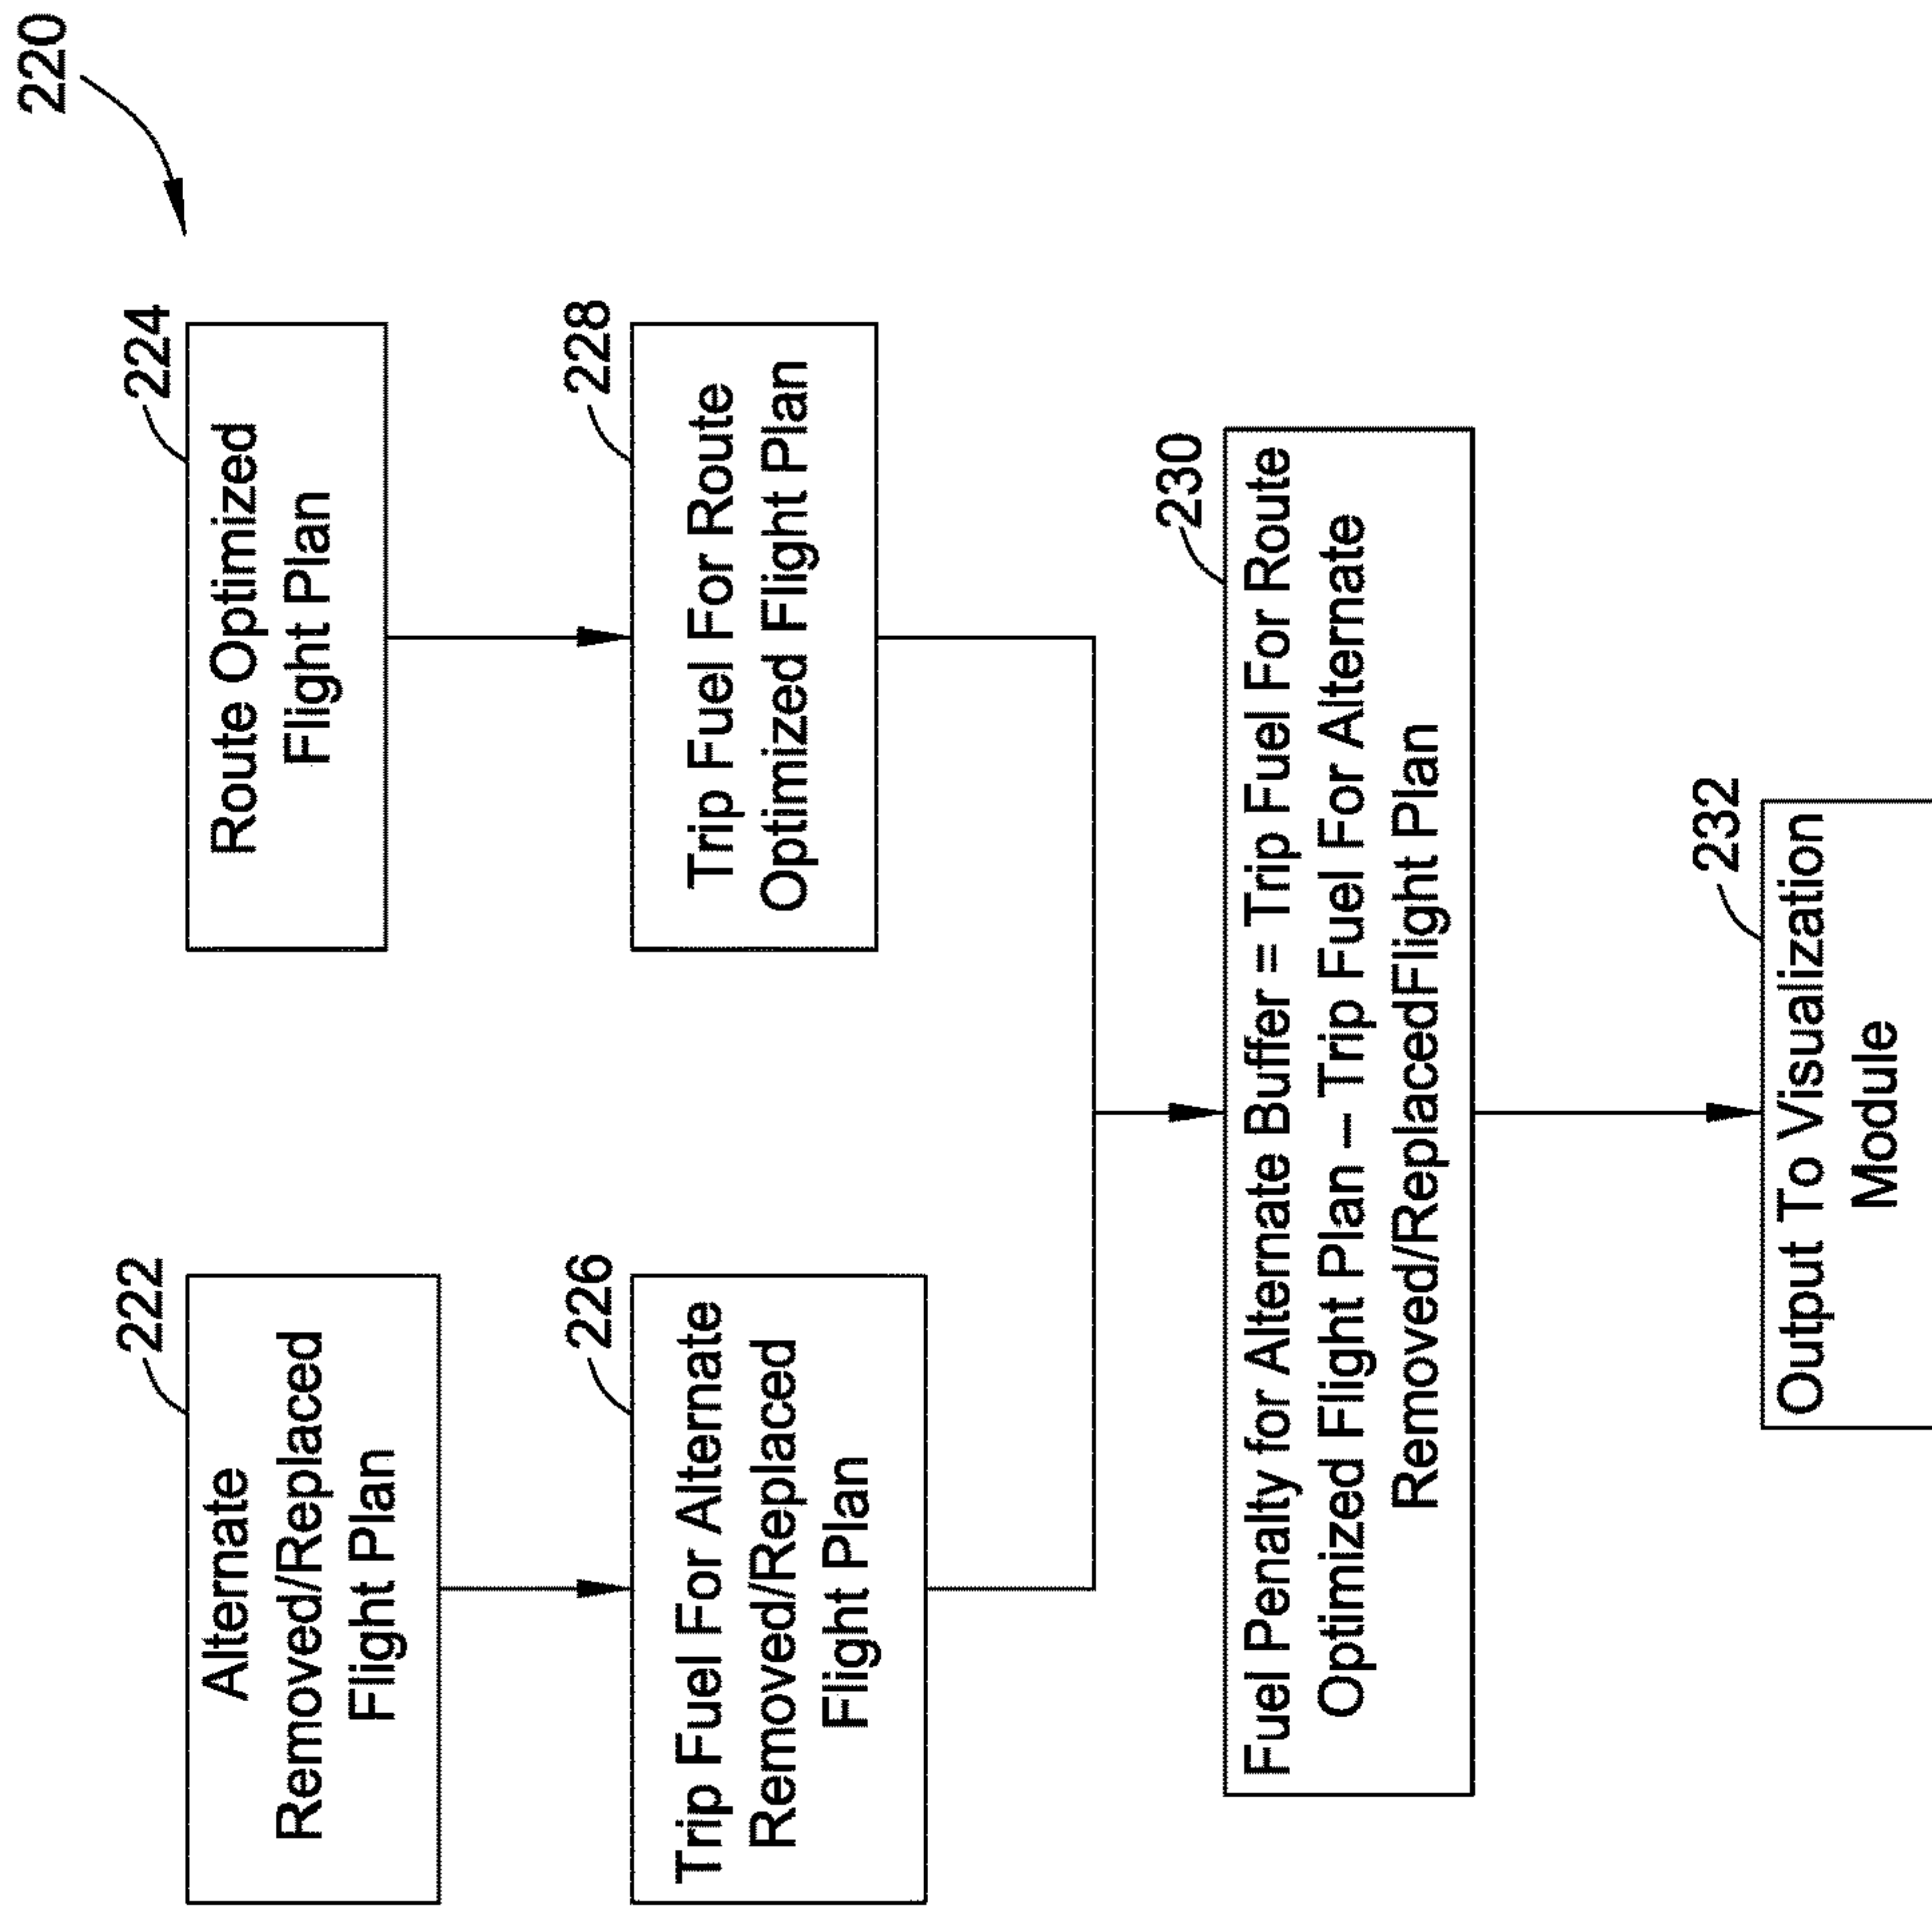 220
222
Alternate
Removed/Replaced
Flight Plan
224
Route Optimized
Flight Plan
226
Trip Fuel For Alternate
Removed/Replaced
Flight Plan
228
Trip Fuel For Route
Optimized Flight Plan
230
Fuel Penalty for Alternate Buffer = Trip Fuel For Route
Optimized Flight Plan – Trip Fuel For Alternate
Removed/ReplacedFlight Plan
232
Output To Visualization
Module